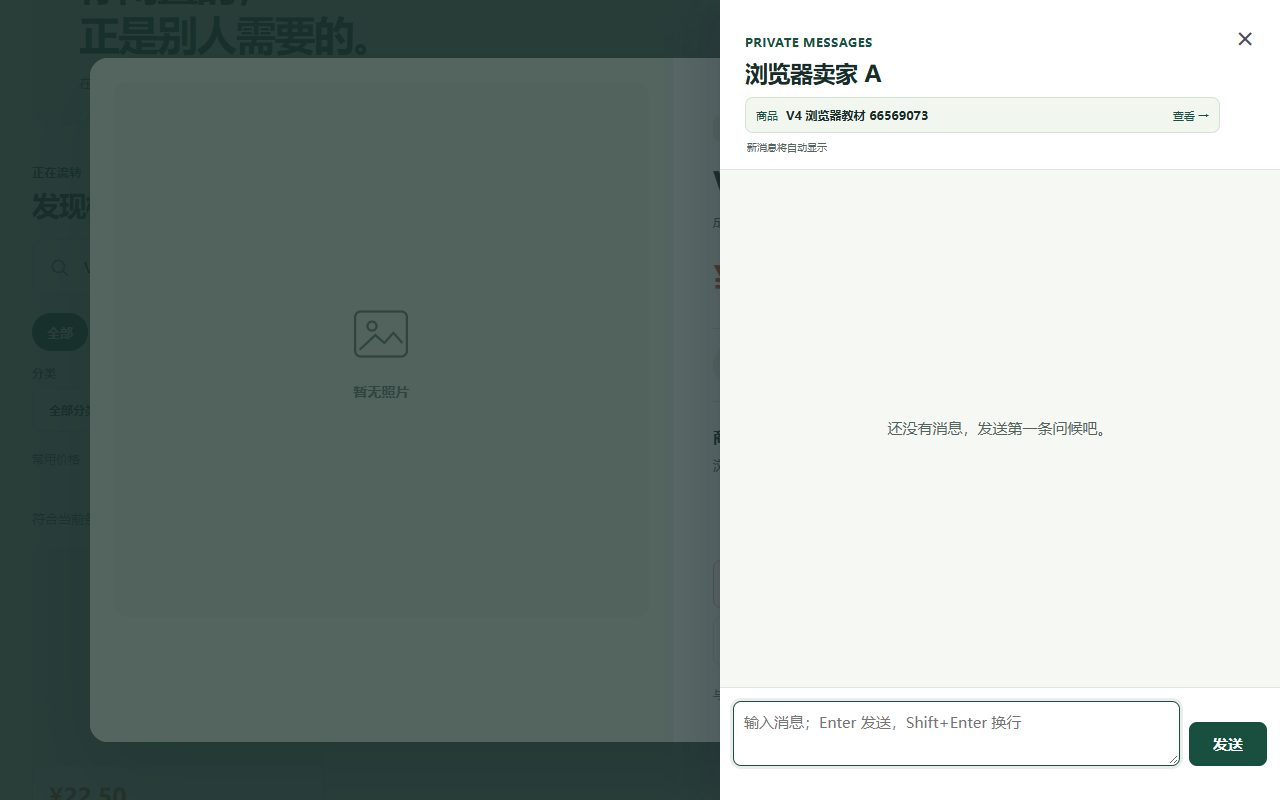 正是别人需要的。
正在流转
发现
全部
分类
全部分类
常用价格
符合当前
暂无照片
¥22.50
PRIVATE MESSAGES
浏览器卖家 A
商品 V4 浏览器教材 66569073 查看 →
新消息将自动显示
还没有消息，发送第一条问候吧。
输入消息；Enter 发送，Shift+Enter 换行
发送